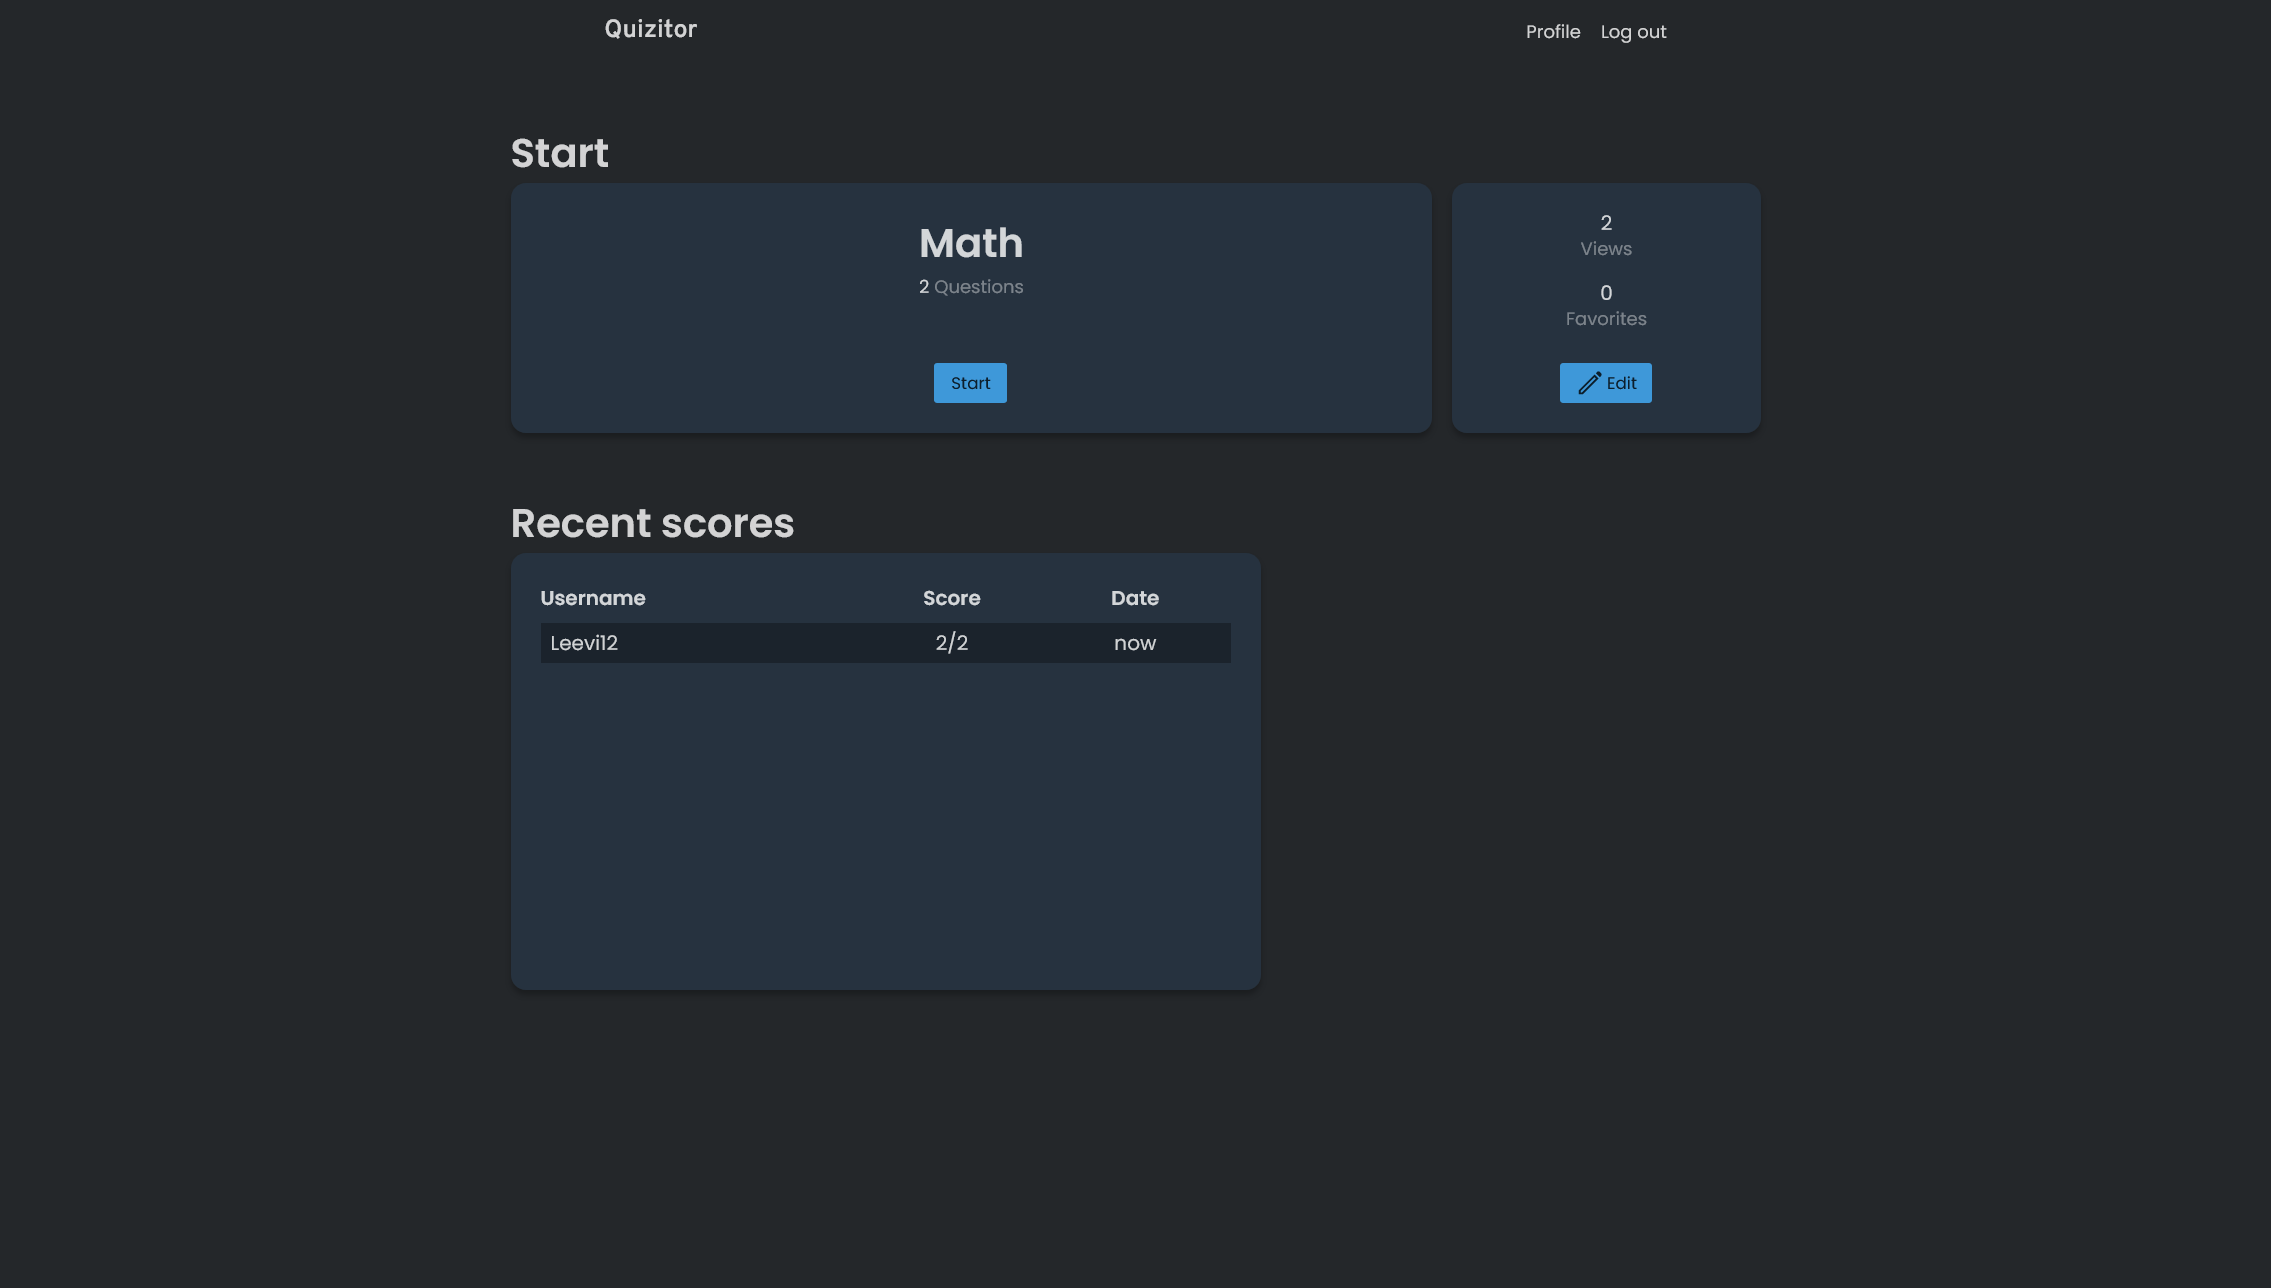 Quizitor
Profile Log out
Start
Math
2 Questions
Start
2
Views
0
Favorites
Edit
Recent scores
Username Score Date
Leevi12 2/2 now